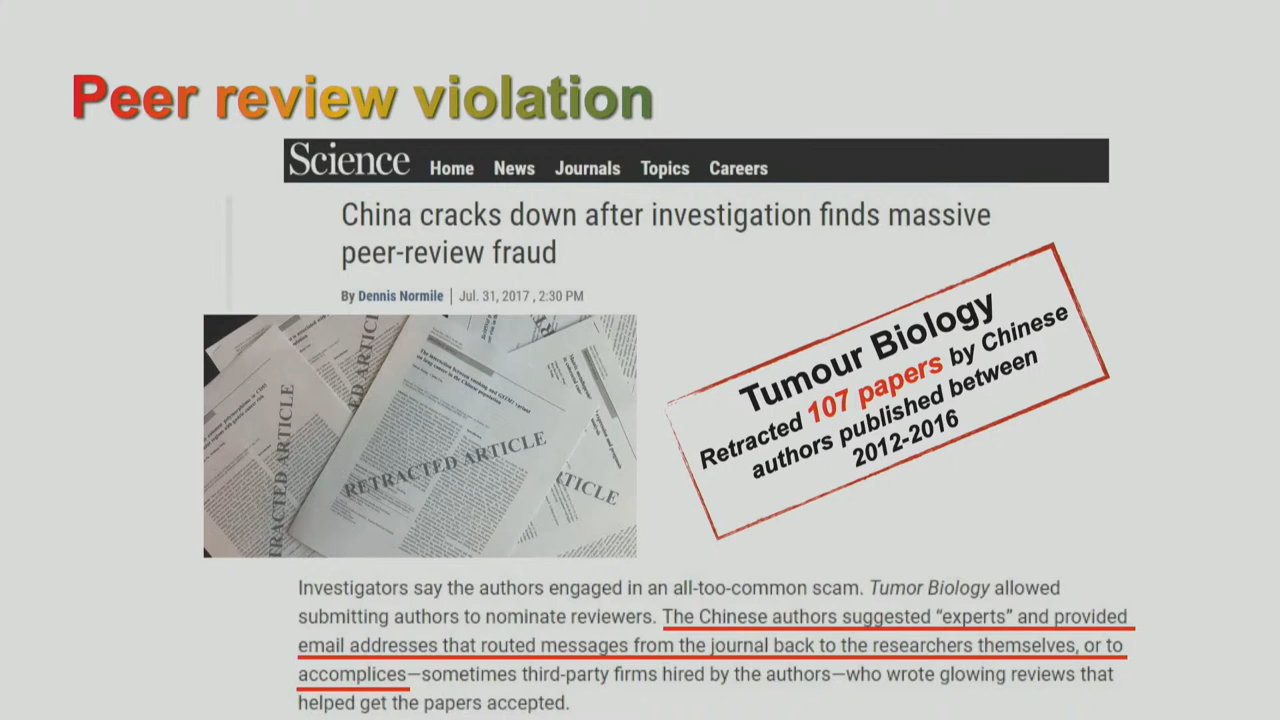 Peer review violation
Science Home News Journals Topics Careers
China cracks down after investigation finds massive
peer-review fraud
By Dennis Normile | Jul. 31, 2017 , 2:30 PM
RETRACTED ARTICLE
Tumour Biology
Retracted 107 papers by Chinese
authors published between
2012-2016
Investigators say the authors engaged in an all-too-common scam. Tumor Biology allowed
submitting authors to nominate reviewers. The Chinese authors suggested “experts” and provided
email addresses that routed messages from the journal back to the researchers themselves, or to
accomplices—sometimes third-party firms hired by the authors—who wrote glowing reviews that
helped get the papers accepted.